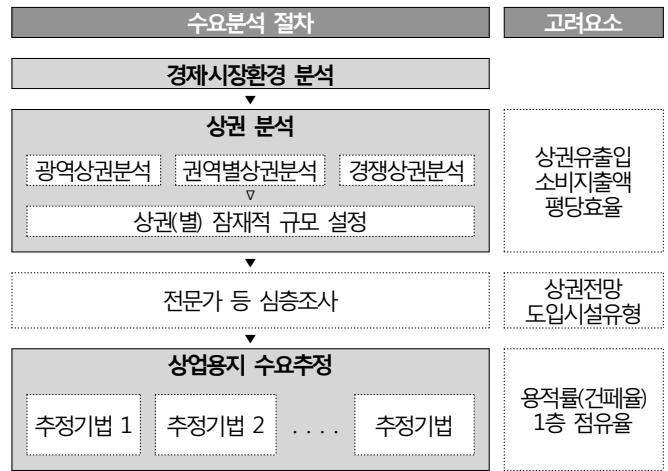 수요분석 절차
고려요소
경제시장환경 분석
▼
상권 분석
광역상권분석 권역별상권분석 경쟁상권분석
▽
상권(별) 잠재적 규모 설정
상권유출입
소비지출액
평당효율
▼
전문가 등 심층조사
상권전망
도입시설유형
▼
상업용지 수요추정
추정기법 1 추정기법 2 . . . . 추정기법
용적률(건페율)
1층 점유율